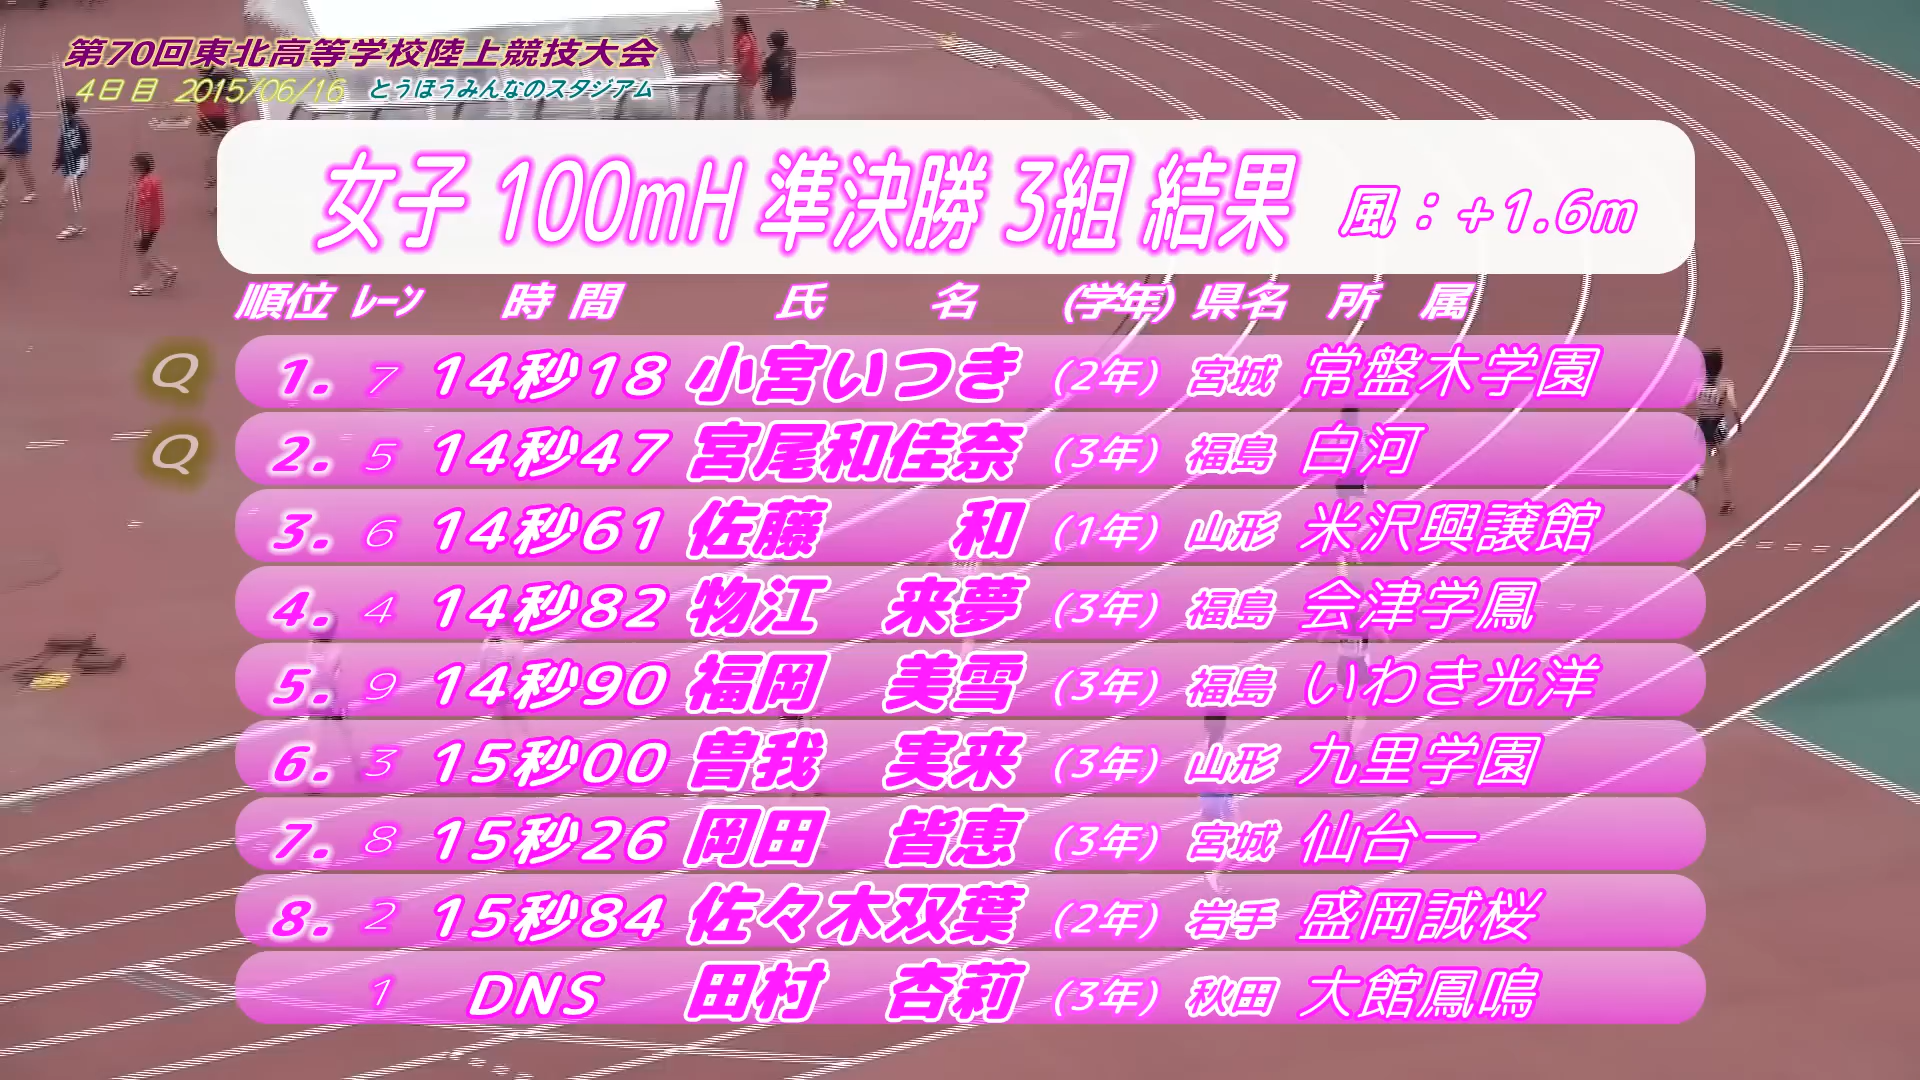 第70回東北高等学校陸上競技大会
4日目 2015/06/16 とうほうみんなのスタジアム
女子 100mH 準決勝 3組 結果 風：+1.6m
順位 レーン 時間 氏 名 (学年) 県名 所 属
Q 1. 7 14秒18 小宮いつき (2年) 宮城 常盤木学園
Q 2. 5 14秒47 宮尾和佳奈 (3年) 福島 白河
3. 6 14秒61 佐藤 和 (1年) 山形 米沢興譲館
4. 4 14秒82 物江 来夢 (3年) 福島 会津学鳳
5. 9 14秒90 福岡 美雪 (3年) 福島 いわき光洋
6. 3 15秒00 曽我 実来 (3年) 山形 九里学園
7. 8 15秒26 岡田 皆恵 (3年) 宮城 仙台一
8. 2 15秒84 佐々木双葉 (2年) 岩手 盛岡誠桜
1 DNS 田村 杏莉 (3年) 秋田 大館鳳鳴